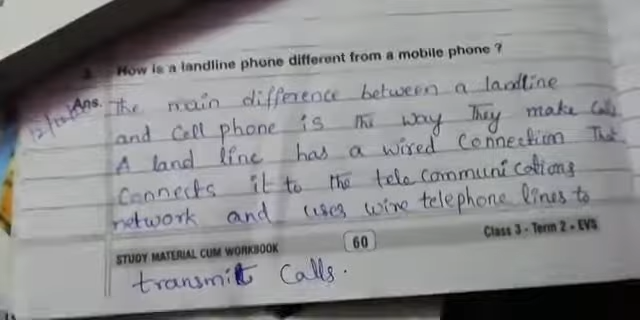 How is a landline phone different from a mobile phone ?
Ans. The main difference between a landline
and Cell phone is the way They make Calls
A land line has a wired Connection That
Connects it to the tele communications
network and uses wire telephone lines to
STUDY MATERIAL CUM WORKBOOK 60 Class 3 - Term 2 - EVS
transmit Calls.